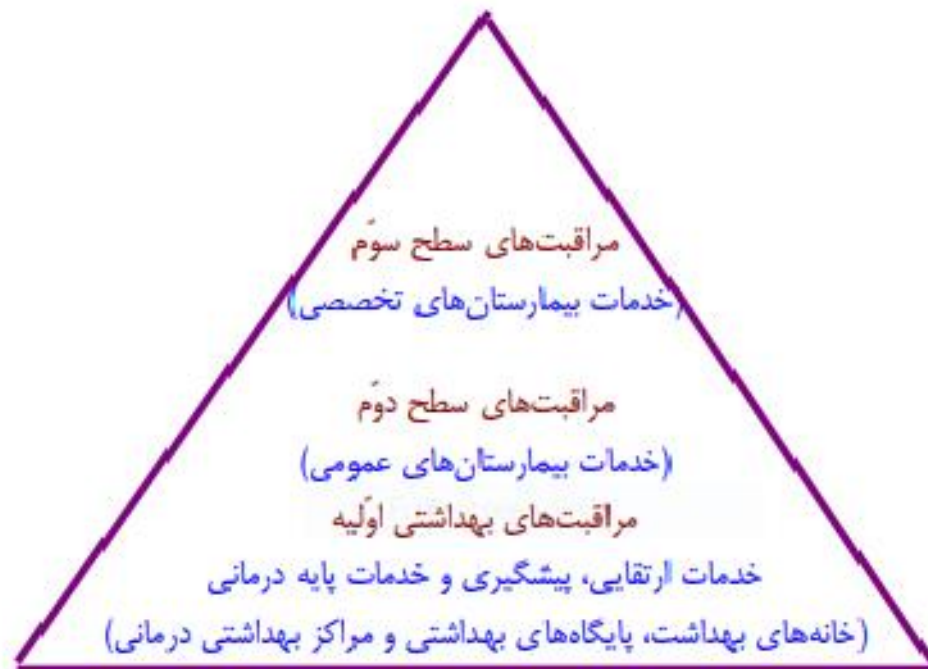 مراقبت‌های سطح سوّم
(خدمات بیمارستان‌های تخصصی)
مراقبت‌های سطح دوّم
(خدمات بیمارستان‌های عمومی)
مراقبت‌های بهداشتی اوّلیه
خدمات ارتقایی، پیشگیری و خدمات پایه درمانی
(خانه‌های بهداشت، پایگاه‌های بهداشتی و مراکز بهداشتی درمانی)